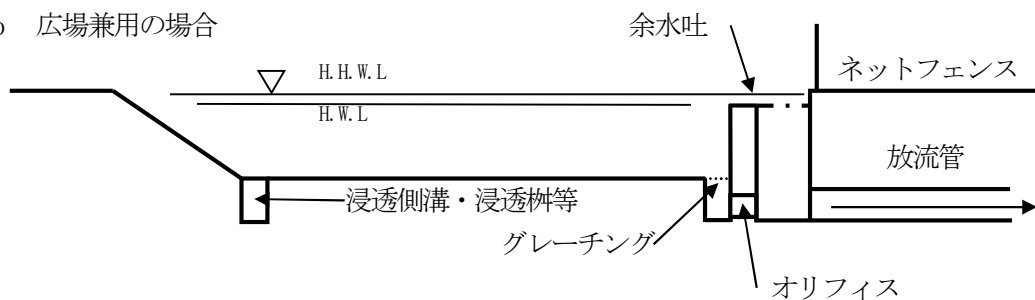 広場兼用の場合
余水吐
H.H.W.L
ネットフェンス
H.W.L
放流管
浸透側溝・浸透桝等
グレーチング
オリフィス